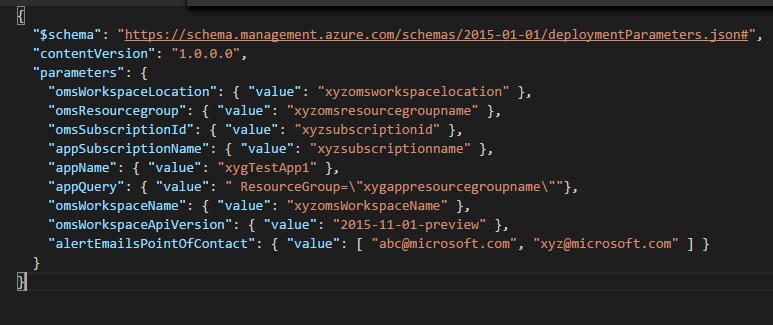 {
"$schema": "https://schema.management.azure.com/schemas/2015-01-01/deploymentParameters.json#",
"contentVersion": "1.0.0.0",
"parameters": {
"omsWorkspaceLocation": { "value": "xyzomsworkspacelocation" },
"omsResourcegroup": { "value": "xyzomsresourcegroupname" },
"omsSubscriptionId": { "value": "xyzsubscriptionid" },
"appSubscriptionName": { "value": "xyzsubscriptionname" },
"appName": { "value": "xygTestApp1" },
"appQuery": { "value": " ResourceGroup=\"xygappresourcegroupname\""},
"omsWorkspaceName": { "value": "xyzomsWorkspaceName" },
"omsWorkspaceApiVersion": { "value": "2015-11-01-preview" },
"alertEmailsPointOfContact": { "value": [ "abc@microsoft.com", "xyz@microsoft.com" ] }
}
}